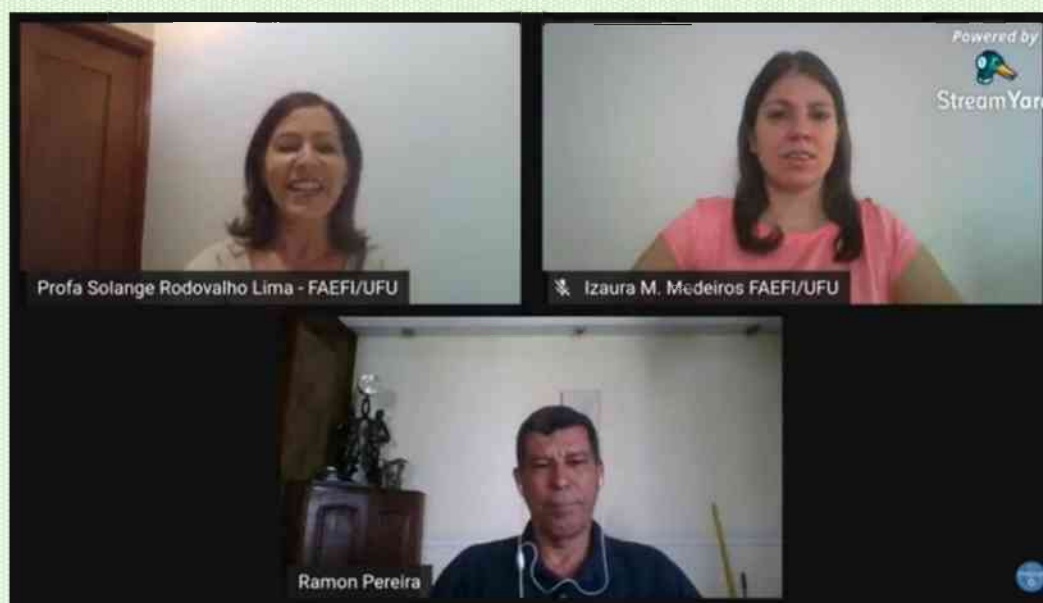 Powered by
StreamYard
Profa Solange Rodovalho Lima - FAEFI/UFU
Izaura M. Medeiros FAEFI/UFU
Ramon Pereira